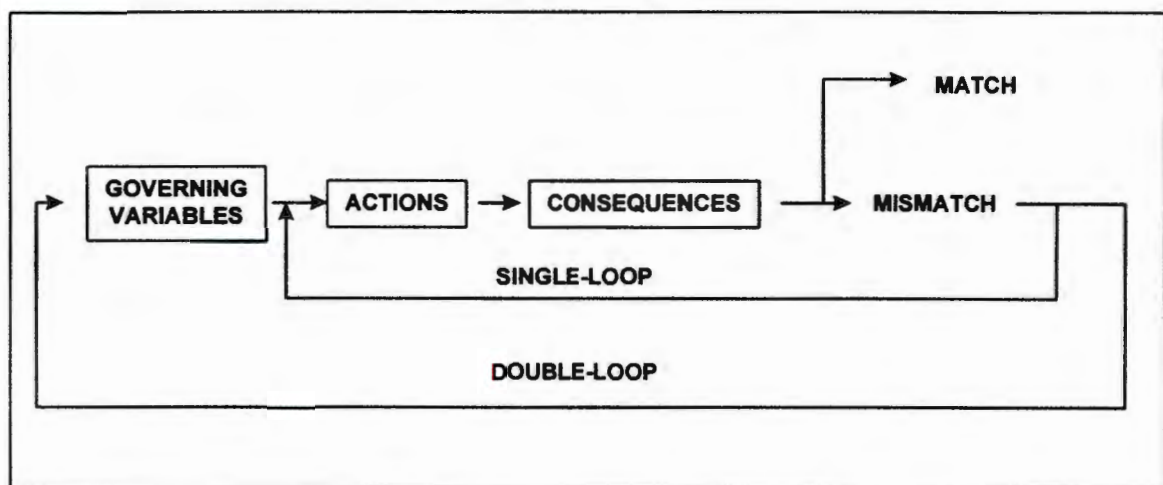 MATCH
GOVERNING
VARIABLES
ACTIONS
CONSEQUENCES
MISMATCH
SINGLE-LOOP
DOUBLE-LOOP